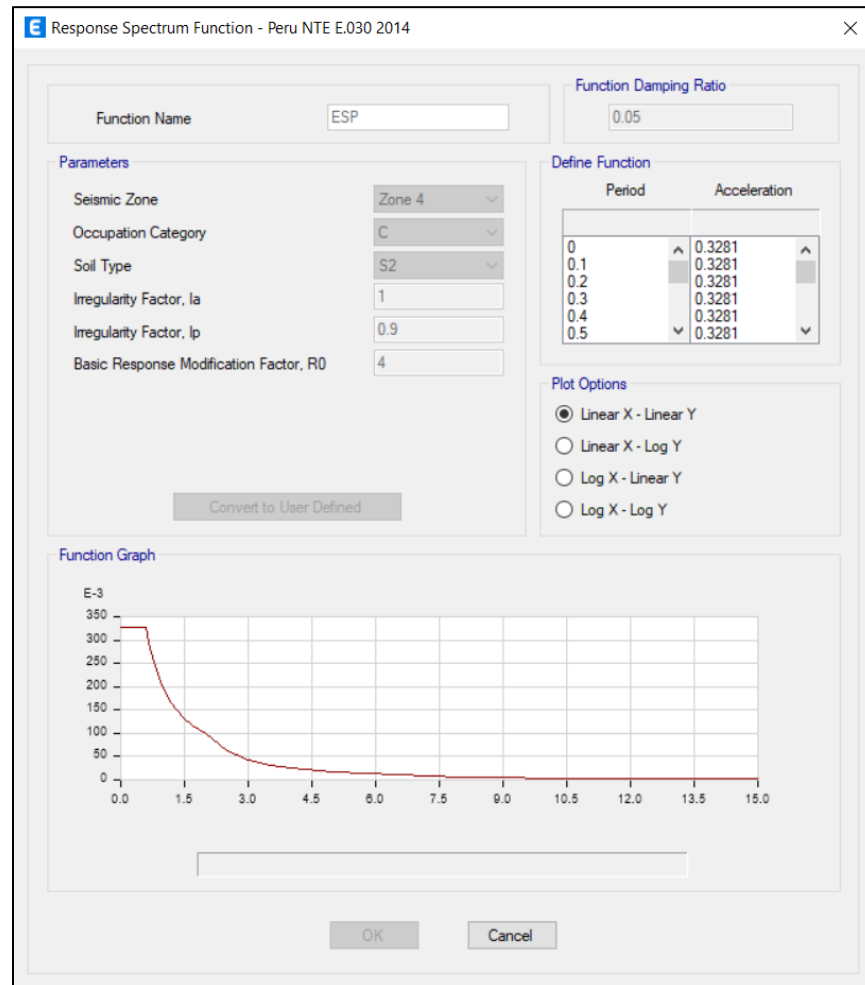 E Response Spectrum Function - Peru NTE E.030 2014
Function Name ESP
Function Damping Ratio
0.05
Parameters
Seismic Zone Zone 4
Occupation Category C
Soil Type S2
Irregularity Factor, Ia 1
Irregularity Factor, Ip 0.9
Basic Response Modification Factor, R0 4
Convert to User Defined
Define Function
Period Acceleration
0 0.3281
0.1 0.3281
0.2 0.3281
0.3 0.3281
0.4 0.3281
0.5 0.3281
Plot Options
Linear X - Linear Y
Linear X - Log Y
Log X - Linear Y
Log X - Log Y
Function Graph
E-3
350
300
250
200
150
100
50
0
0.0 1.5 3.0 4.5 6.0 7.5 9.0 10.5 12.0 13.5 15.0
OK Cancel